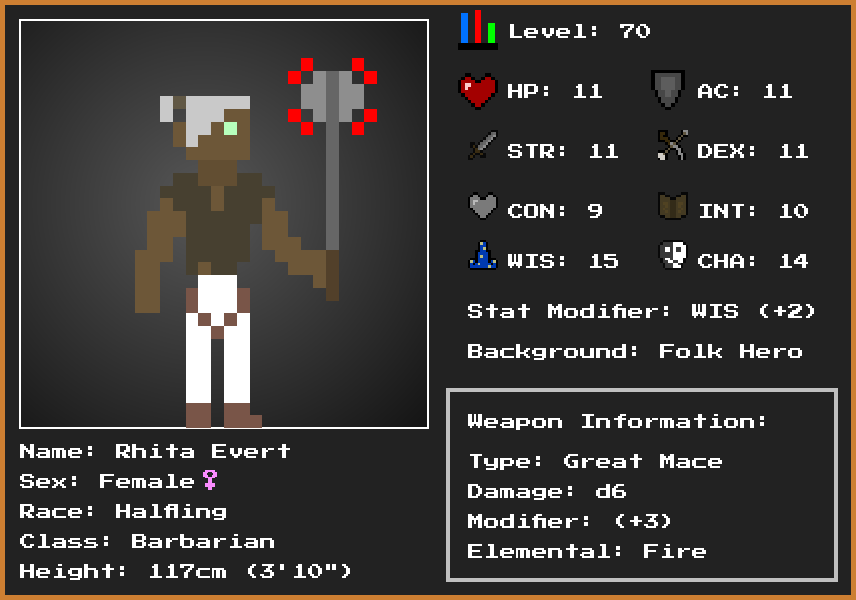 Level: 70
HP: 11
AC: 11
STR: 11
DEX: 11
CON: 9
INT: 10
WIS: 15
CHA: 14
Stat Modifier: WIS (+2)
Background: Folk Hero
Weapon Information:
Type: Great Mace
Damage: d6
Modifier: (+3)
Elemental: Fire
Name: Rhita Evert
Sex: Female♀
Race: Halfling
Class: Barbarian
Height: 117cm (3'10")